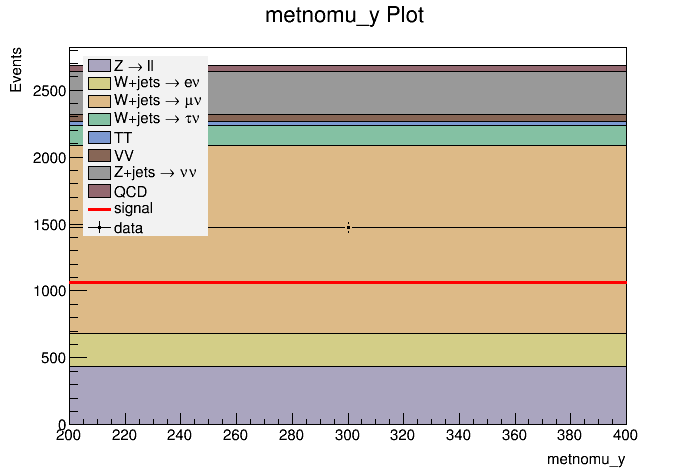 metnomu_y Plot
Events
Z → ll
W+jets → eν
W+jets → μν
W+jets → τν
TT
VV
Z+jets → νν
QCD
signal
data
2500
2000
1500
1000
500
0
200 220 240 260 280 300 320 340 360 380 400
metnomu_y